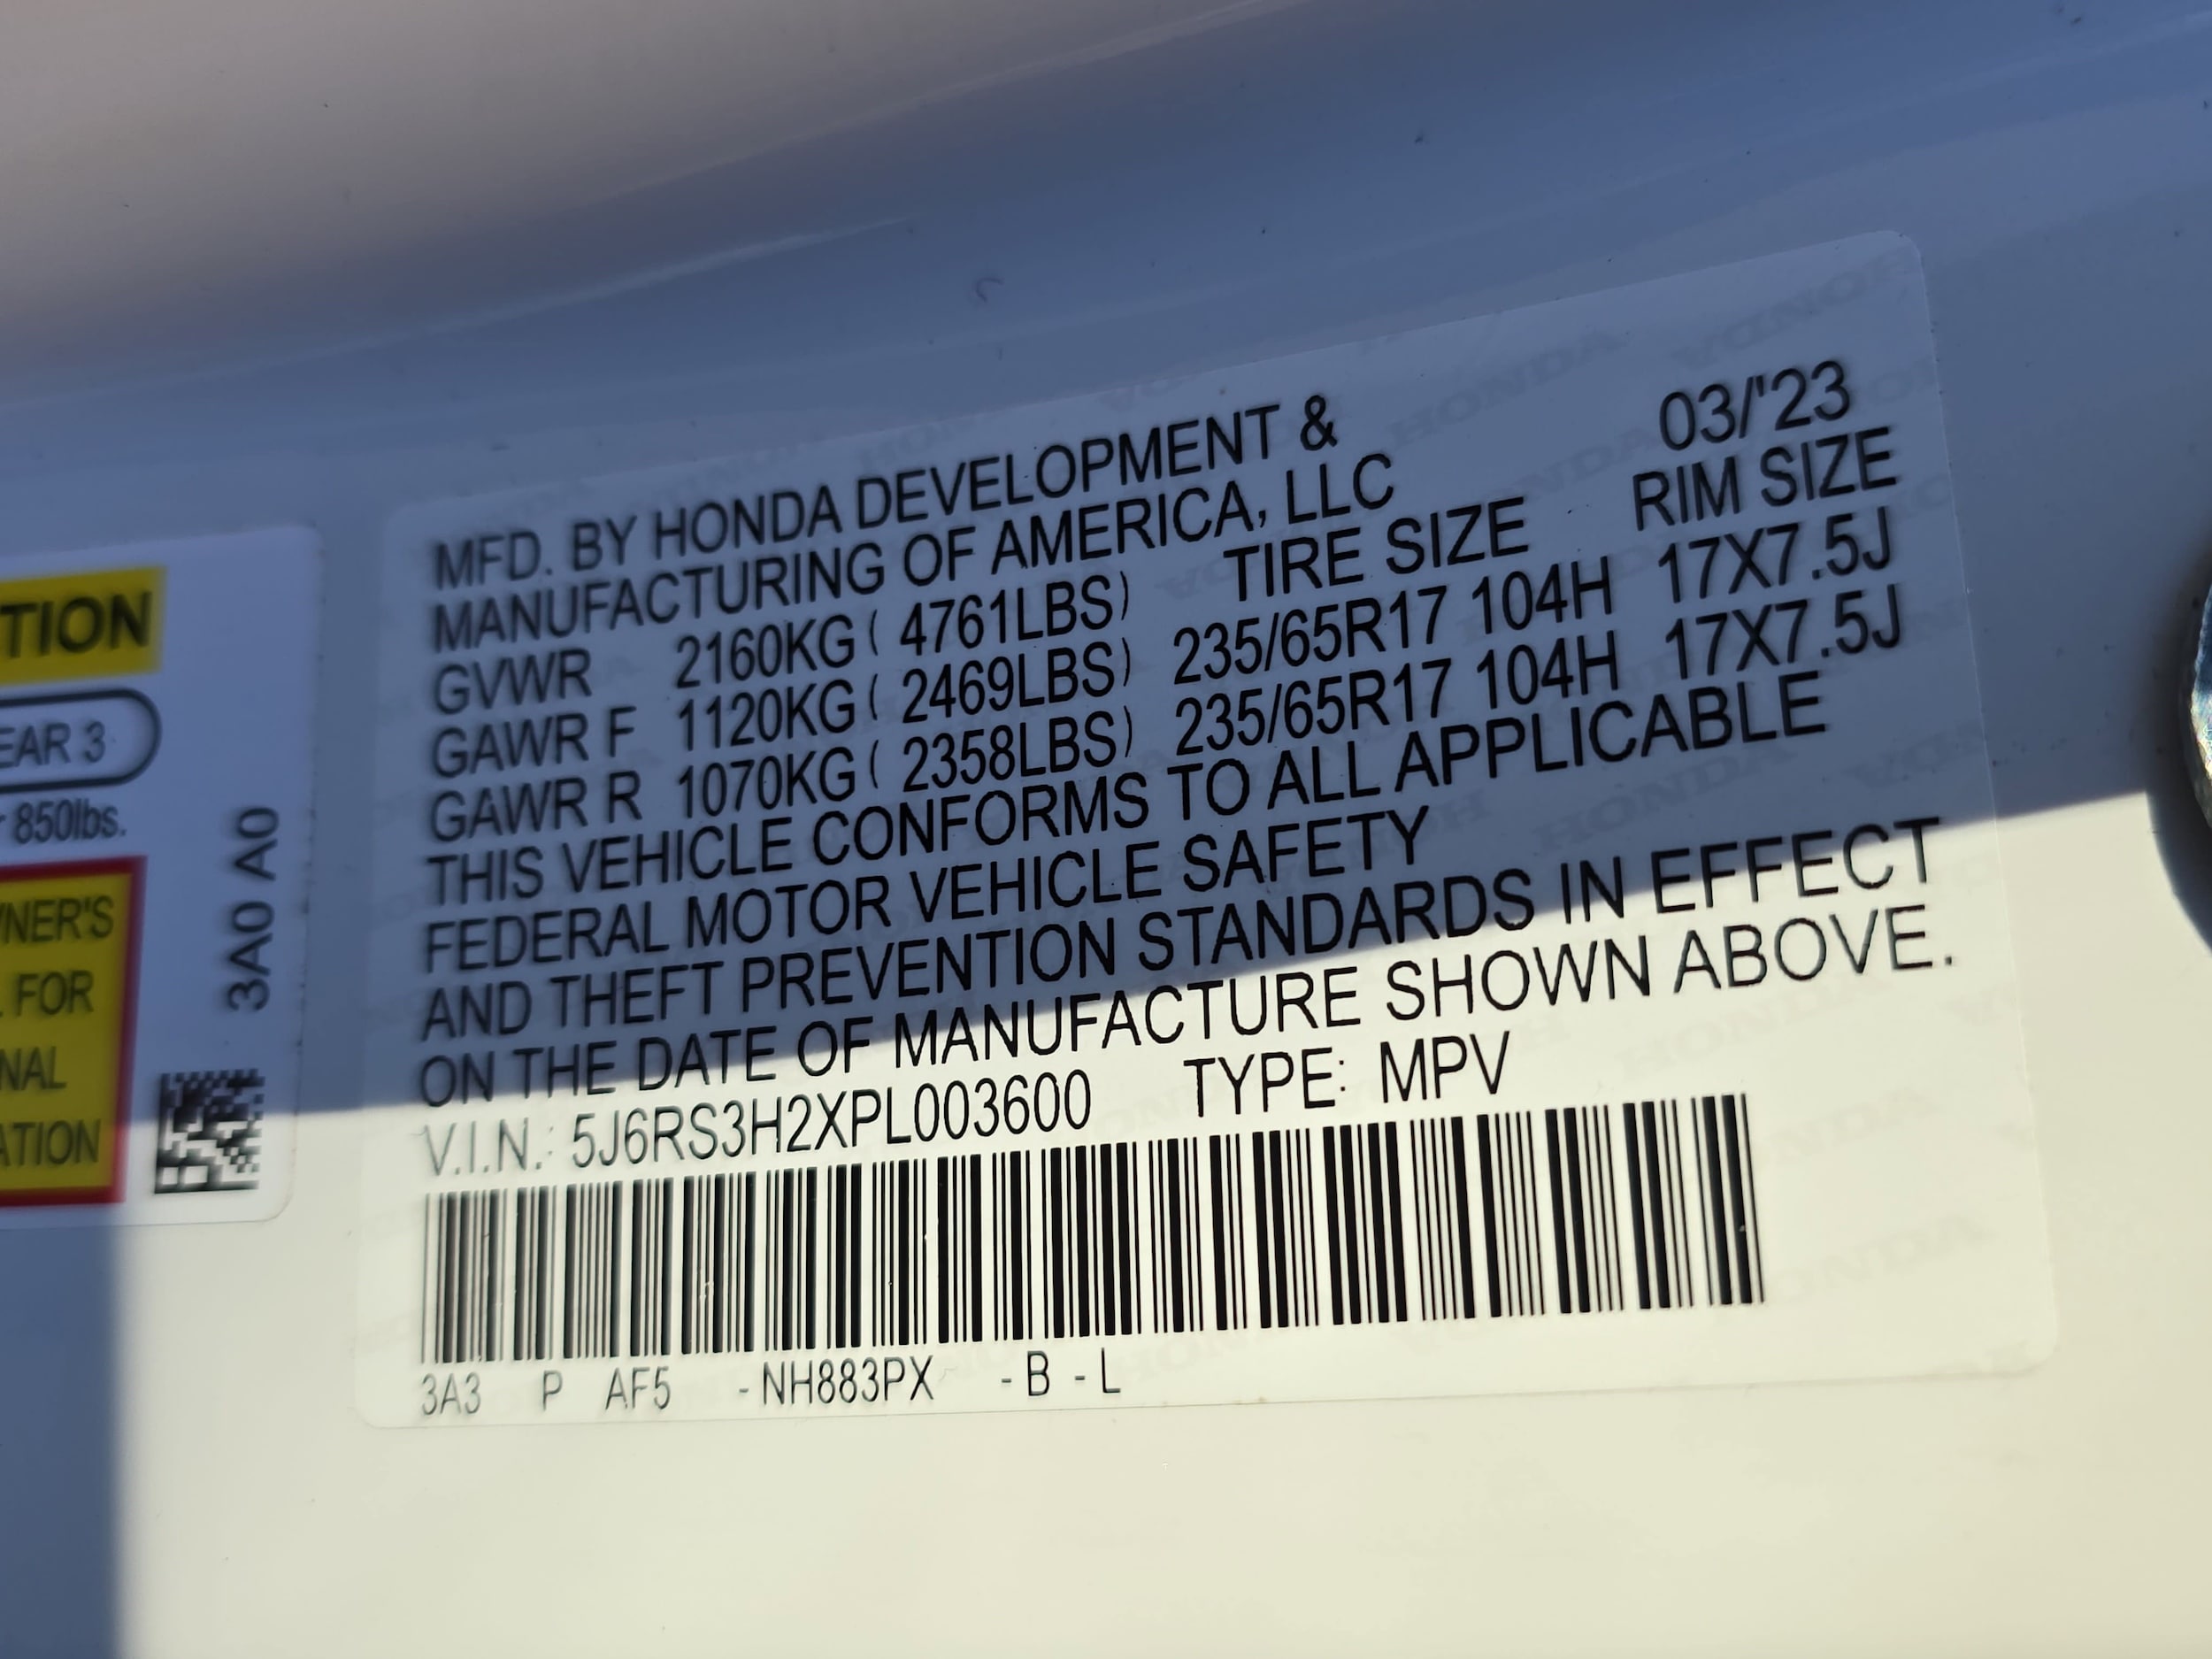 TION
EAR 3
850lbs.
NER'S
FOR
NAL
ATION
3A0 A0
MFD. BY HONDA DEVELOPMENT &
MANUFACTURING OF AMERICA, LLC 03/'23
GVWR 2160KG ( 4761LBS) TIRE SIZE RIM SIZE
GAWR F 1120KG ( 2469LBS) 235/65R17 104H 17X7.5J
GAWR R 1070KG ( 2358LBS) 235/65R17 104H 17X7.5J
THIS VEHICLE CONFORMS TO ALL APPLICABLE
FEDERAL MOTOR VEHICLE SAFETY
AND THEFT PREVENTION STANDARDS IN EFFECT
ON THE DATE OF MANUFACTURE SHOWN ABOVE.
V.I.N.: 5J6RS3H2XPL003600 TYPE: MPV
3A3 P AF5 -NH883PX -B -L